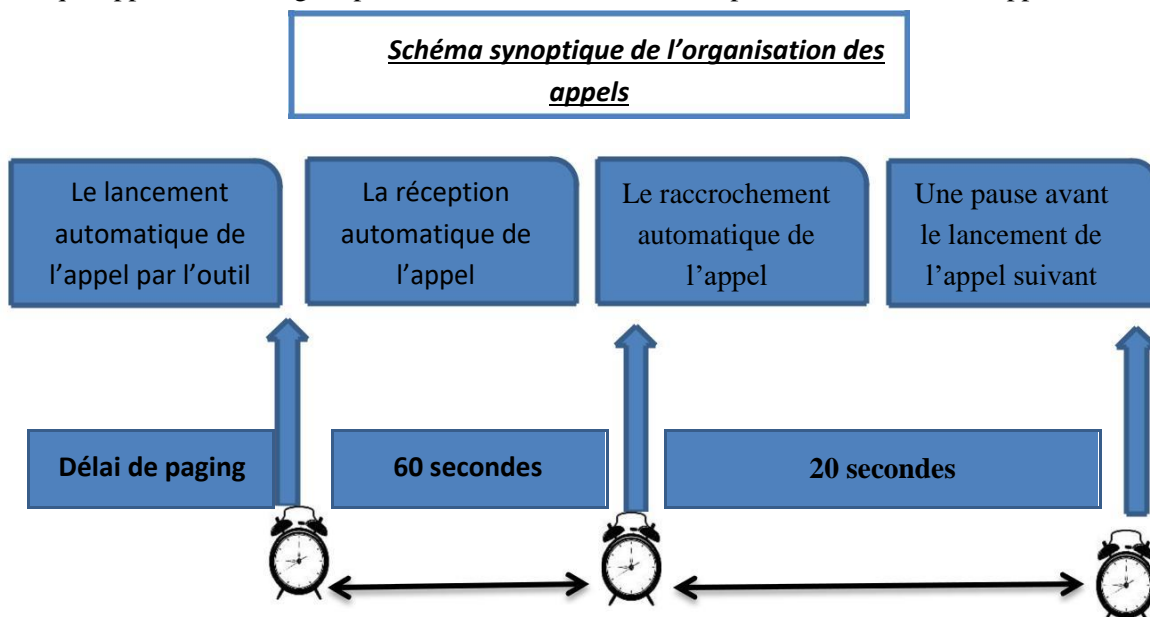 Schéma synoptique de l’organisation des
appels
Le lancement
automatique de
l’appel par l’outil
La réception
automatique de
l’appel
Le raccrochement
automatique de
l’appel
Une pause avant
le lancement de
l’appel suivant
Délai de paging
60 secondes
20 secondes